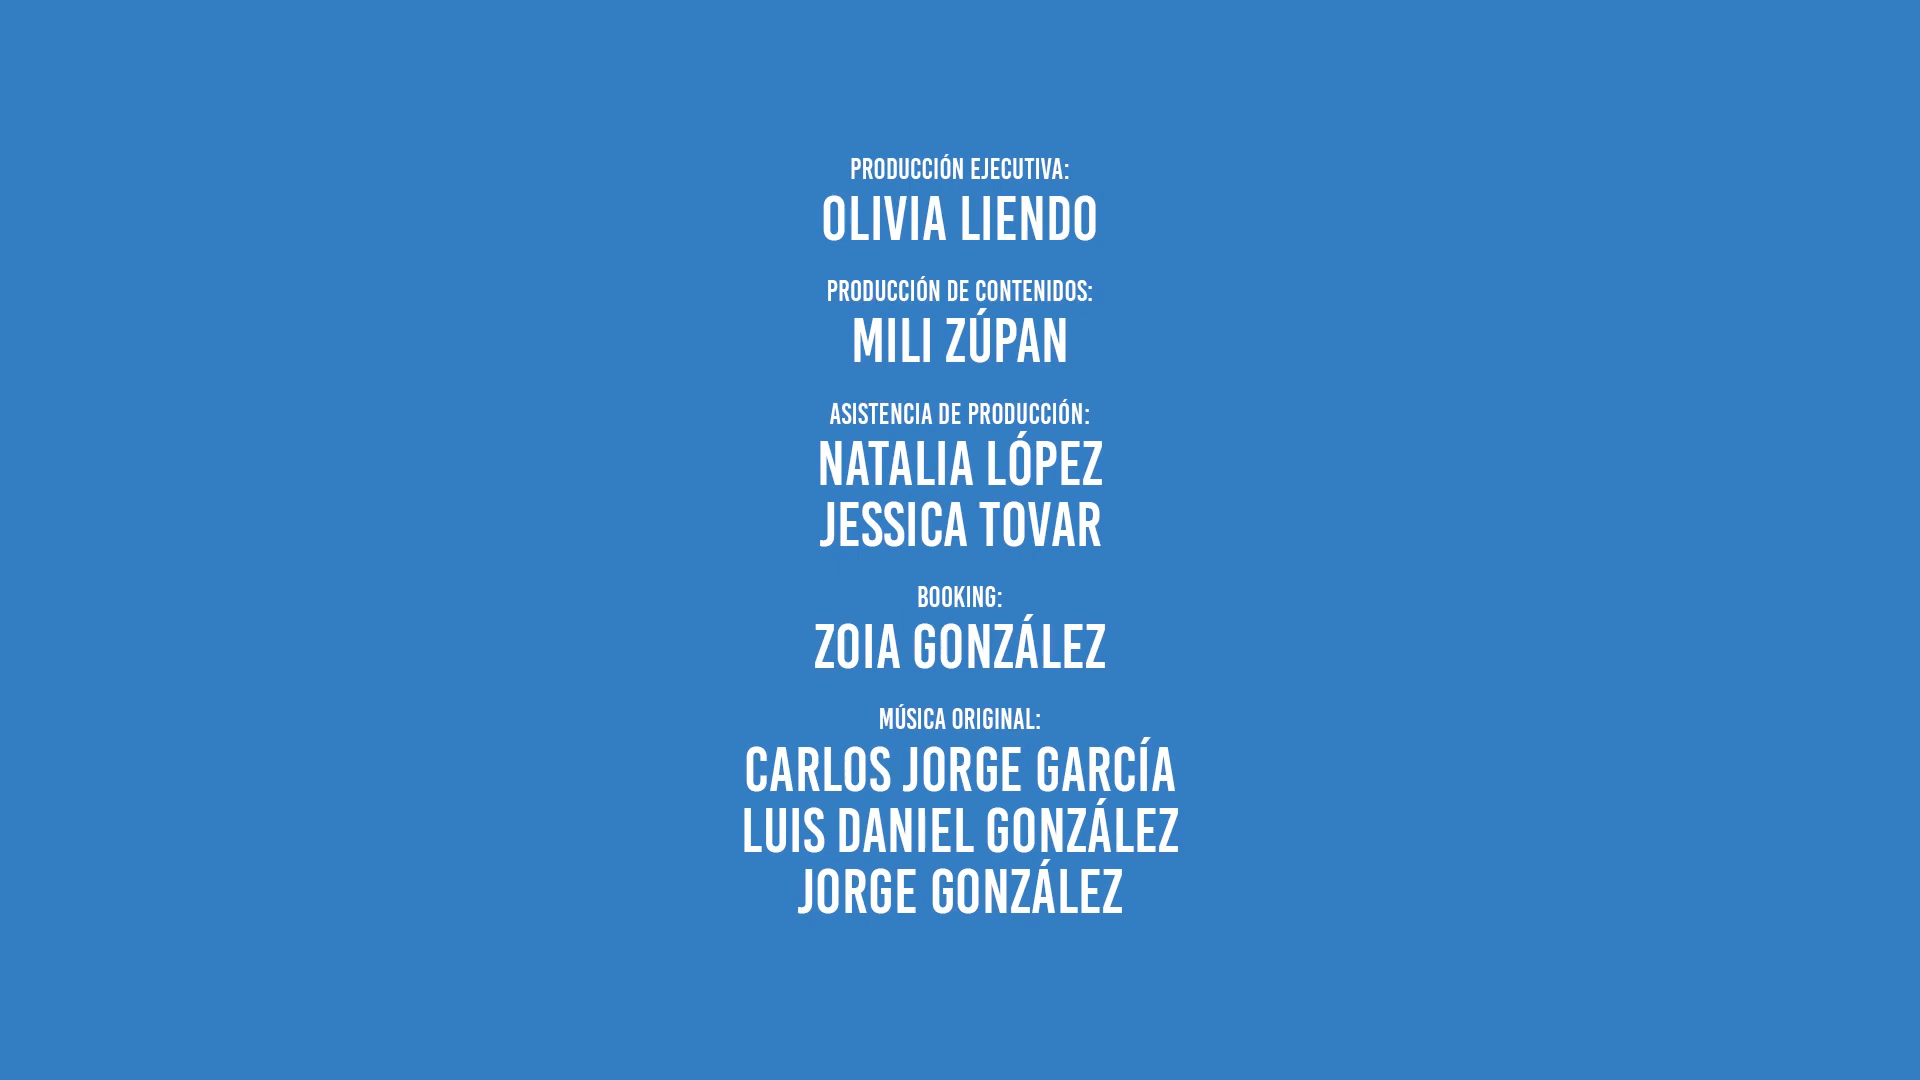 PRODUCCIÓN EJECUTIVA:
OLIVIA LIENDO
PRODUCCIÓN DE CONTENIDOS:
MILI ZÚPAN
ASISTENCIA DE PRODUCCIÓN:
NATALIA LÓPEZ
JESSICA TOVAR
BOOKING:
ZOIA GONZÁLEZ
MÚSICA ORIGINAL:
CARLOS JORGE GARCÍA
LUIS DANIEL GONZÁLEZ
JORGE GONZÁLEZ